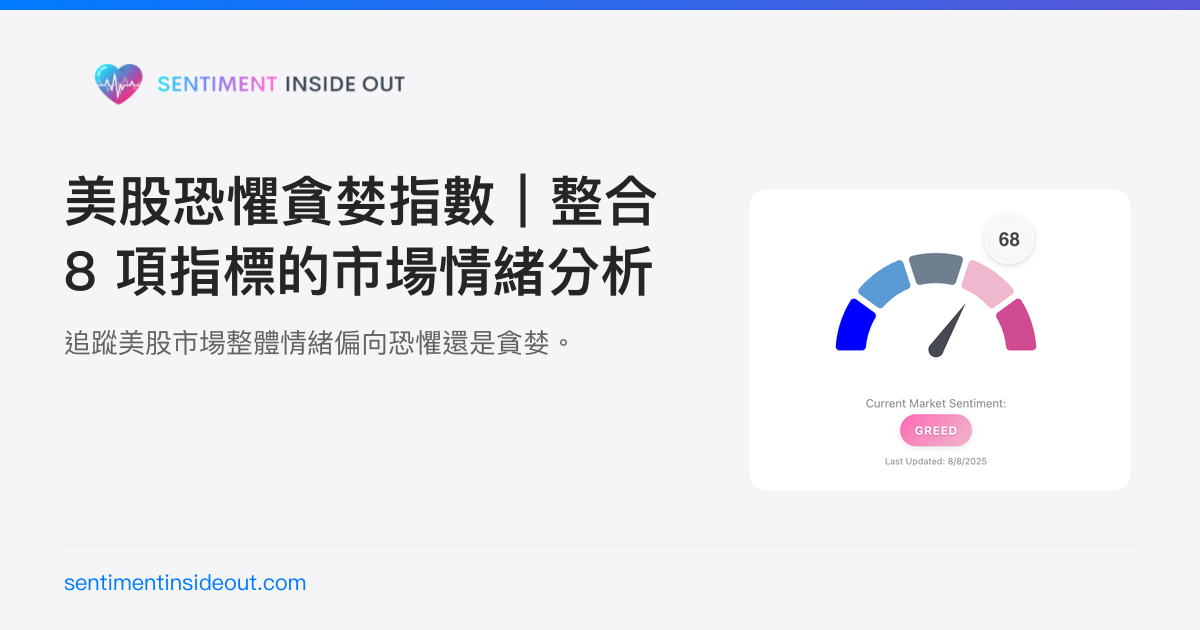 SENTIMENT INSIDE OUT
美股恐懼貪婪指數｜整合
8 項指標的市場情緒分析
追蹤美股市場整體情緒偏向恐懼還是貪婪。
68
Current Market Sentiment:
GREED
Last Updated: 8/8/2025
sentimentinsideout.com